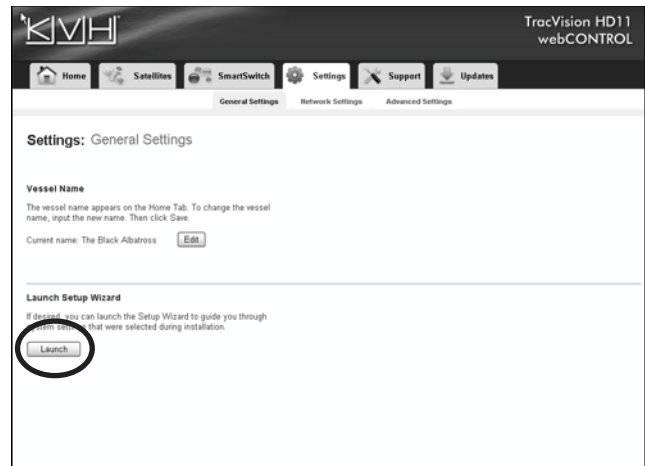 KVH
TracVision HD11
webCONTROL
Home Satellites SmartSwitch Settings Support Updates
General Settings Network Settings Advanced Settings
Settings: General Settings
Vessel Name
The vessel name appears on the Home Tab. To change the vessel
name, input the new name. Then click Save.
Current name: The Black Albatross Edit
Launch Setup Wizard
If desired, you can launch the Setup Wizard to guide you through
system settings that were selected during installation.
Launch